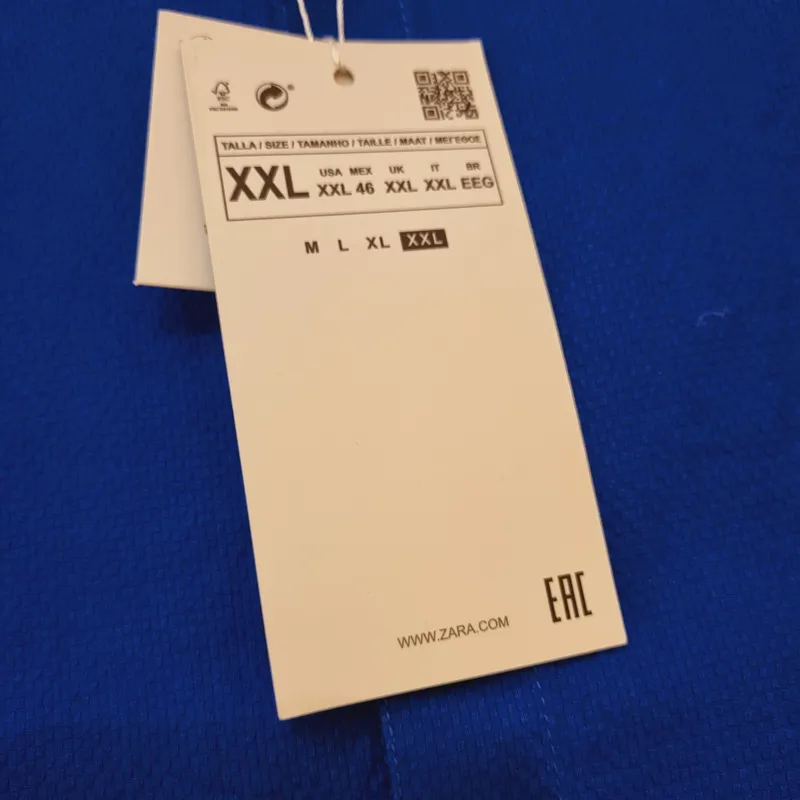 TALLA / SIZE / TAMANHO / TAILLE / MAAT / ΜΕΓΕΘΟΣ
XXL
USA MEX UK IT BR
XXL 46 XXL XXL EEG
M L XL XXL
EAC
WWW.ZARA.COM